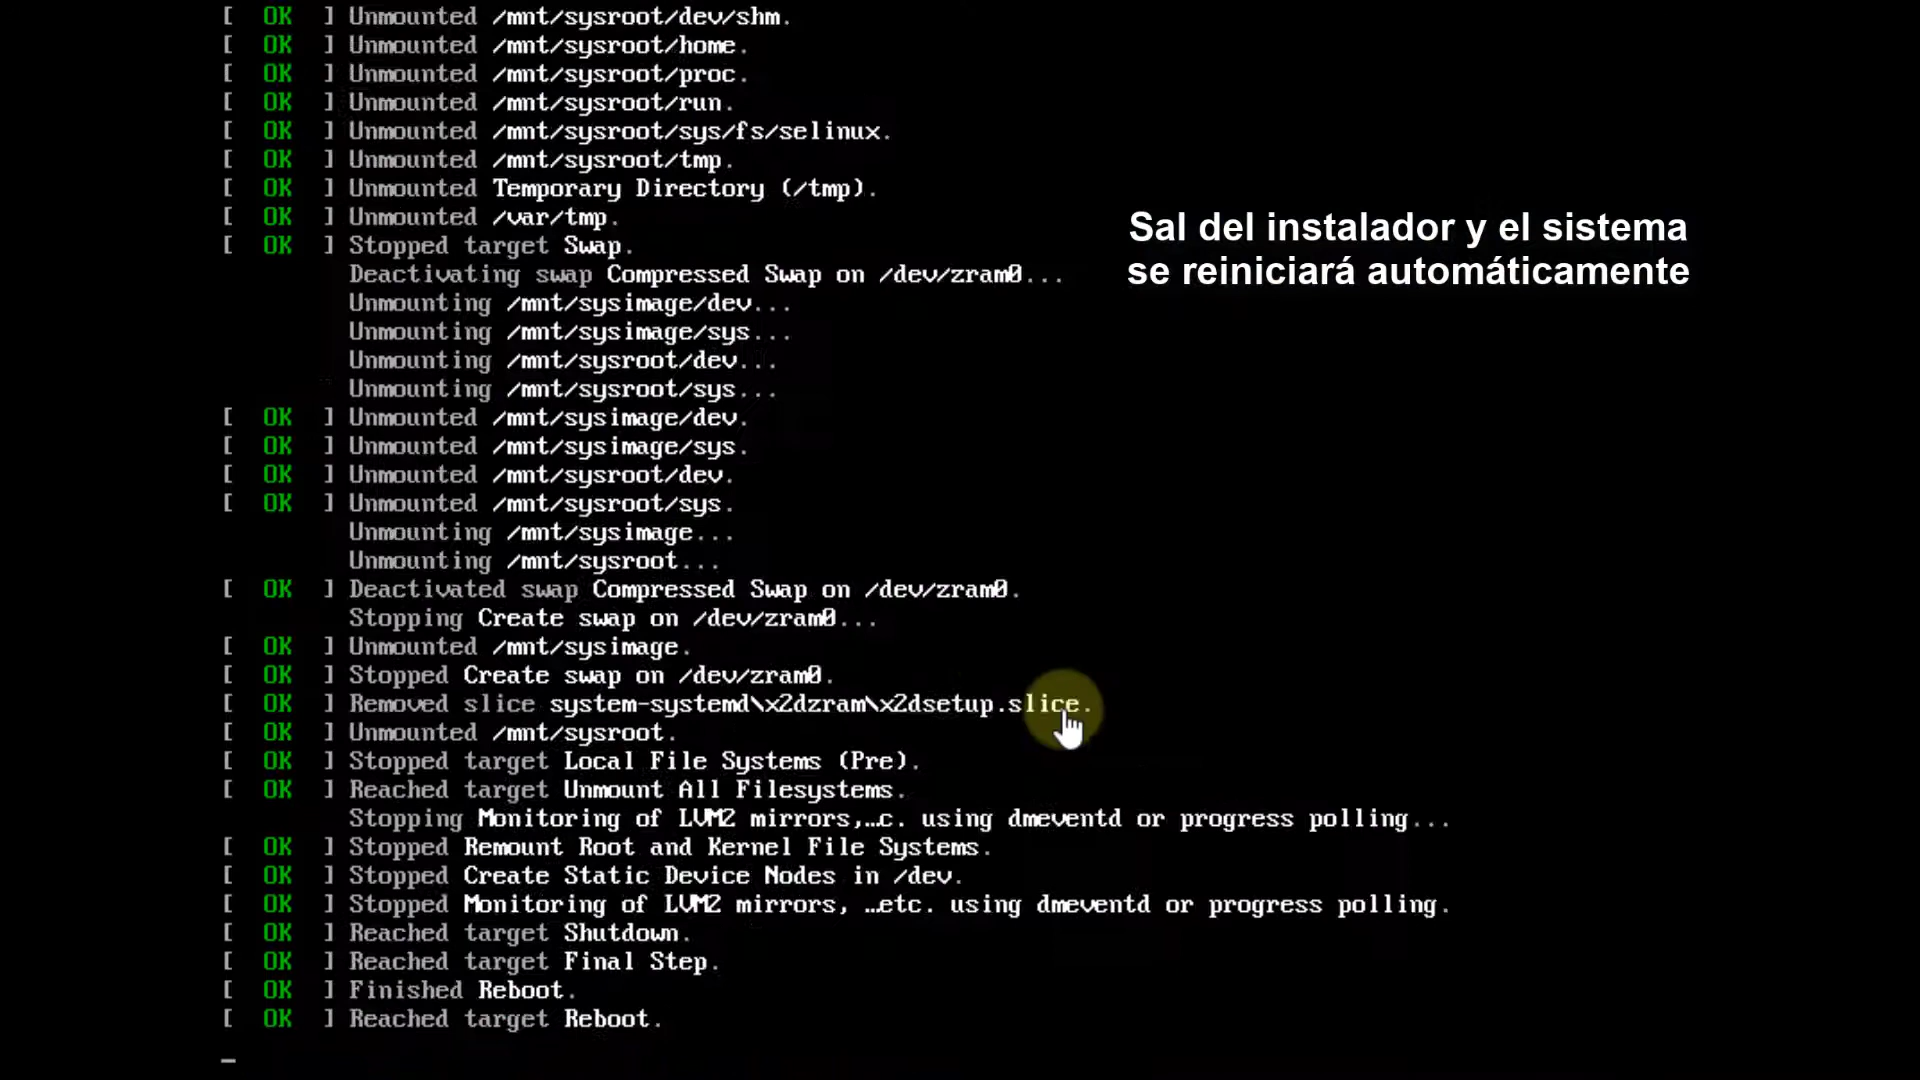 [  OK  ] Unmounted /mnt/sysroot/dev/shm.
[  OK  ] Unmounted /mnt/sysroot/home.
[  OK  ] Unmounted /mnt/sysroot/proc.
[  OK  ] Unmounted /mnt/sysroot/run.
[  OK  ] Unmounted /mnt/sysroot/sys/fs/selinux.
[  OK  ] Unmounted /mnt/sysroot/tmp.
[  OK  ] Unmounted Temporary Directory (/tmp).
[  OK  ] Unmounted /var/tmp.
[  OK  ] Stopped target Swap.
Deactivating swap Compressed Swap on /dev/zram0...
Unmounting /mnt/sysimage/dev...
Unmounting /mnt/sysimage/sys...
Unmounting /mnt/sysroot/dev...
Unmounting /mnt/sysroot/sys...
[  OK  ] Unmounted /mnt/sysimage/dev.
[  OK  ] Unmounted /mnt/sysimage/sys.
[  OK  ] Unmounted /mnt/sysroot/dev.
[  OK  ] Unmounted /mnt/sysroot/sys.
Unmounting /mnt/sysimage...
Unmounting /mnt/sysroot...
[  OK  ] Deactivated swap Compressed Swap on /dev/zram0.
Stopping Create swap on /dev/zram0...
[  OK  ] Unmounted /mnt/sysimage.
[  OK  ] Stopped Create swap on /dev/zram0.
[  OK  ] Removed slice system-systemd\x2dzram\x2dsetup.slice.
[  OK  ] Unmounted /mnt/sysroot.
[  OK  ] Stopped target Local File Systems (Pre).
[  OK  ] Reached target Unmount All Filesystems.
Stopping Monitoring of LVM2 mirrors,…c. using dmeventd or progress polling...
[  OK  ] Stopped Remount Root and Kernel File Systems.
[  OK  ] Stopped Create Static Device Nodes in /dev.
[  OK  ] Stopped Monitoring of LVM2 mirrors, …etc. using dmeventd or progress polling.
[  OK  ] Reached target Shutdown.
[  OK  ] Reached target Final Step.
[  OK  ] Finished Reboot.
[  OK  ] Reached target Reboot.
Sal del instalador y el sistema
se reiniciará automáticamente